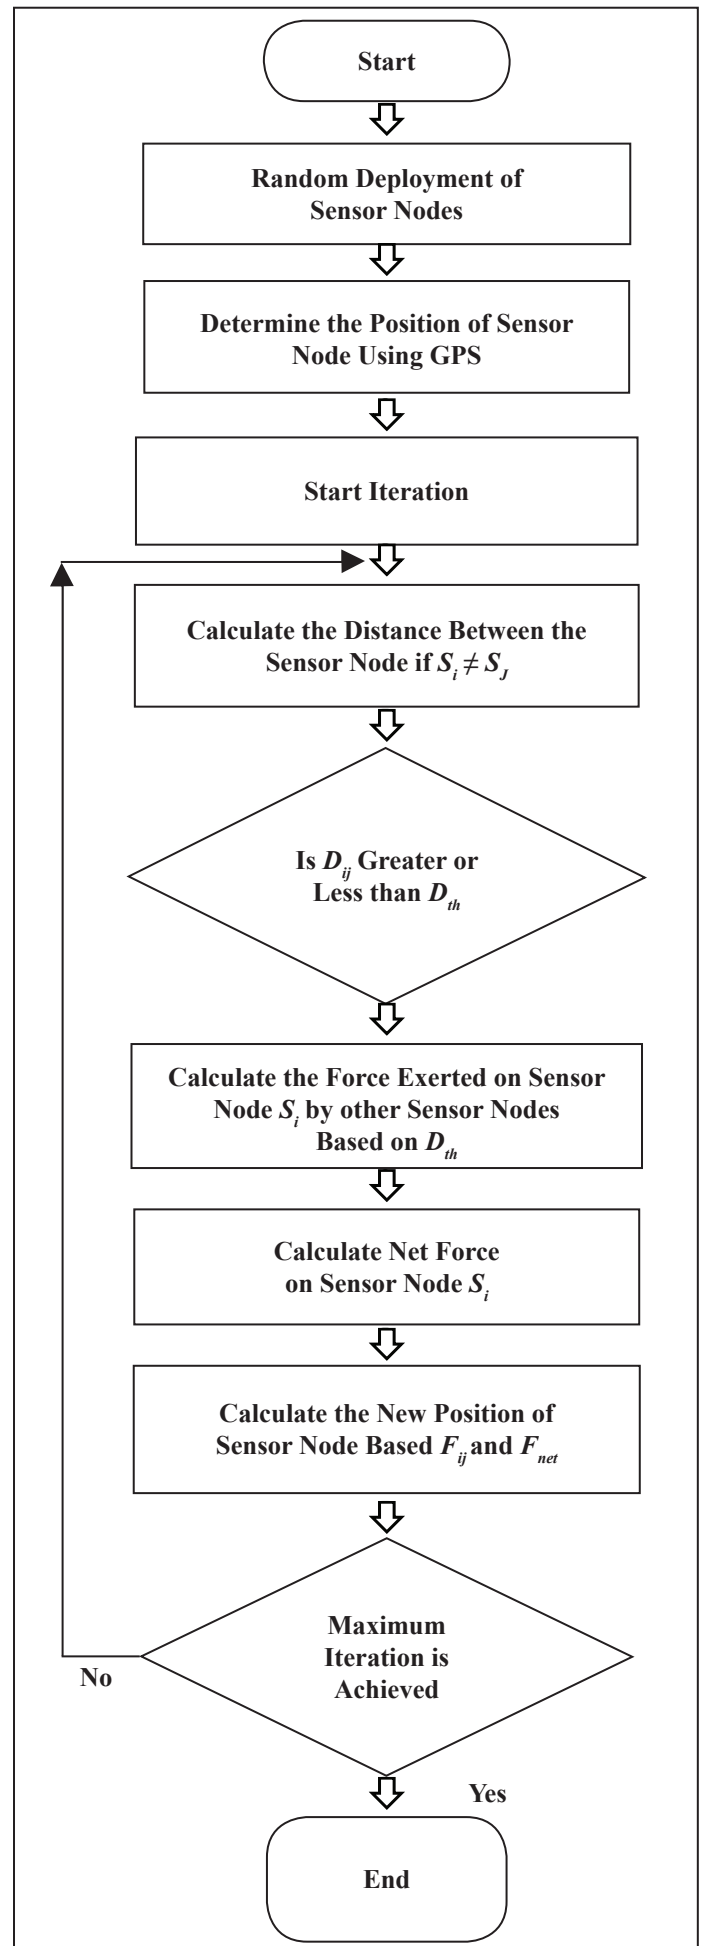 Start
Random Deployment of
Sensor Nodes
Determine the Position of Sensor
Node Using GPS
Start Iteration
Calculate the Distance Between the
Sensor Node if S_i ≠ S_J
Is D_ij Greater or
Less than D_th
Calculate the Force Exerted on Sensor
Node S_i by other Sensor Nodes
Based on D_th
Calculate Net Force
on Sensor Node S_i
Calculate the New Position of
Sensor Node Based F_ij and F_net
Maximum
Iteration is
Achieved
No
Yes
End